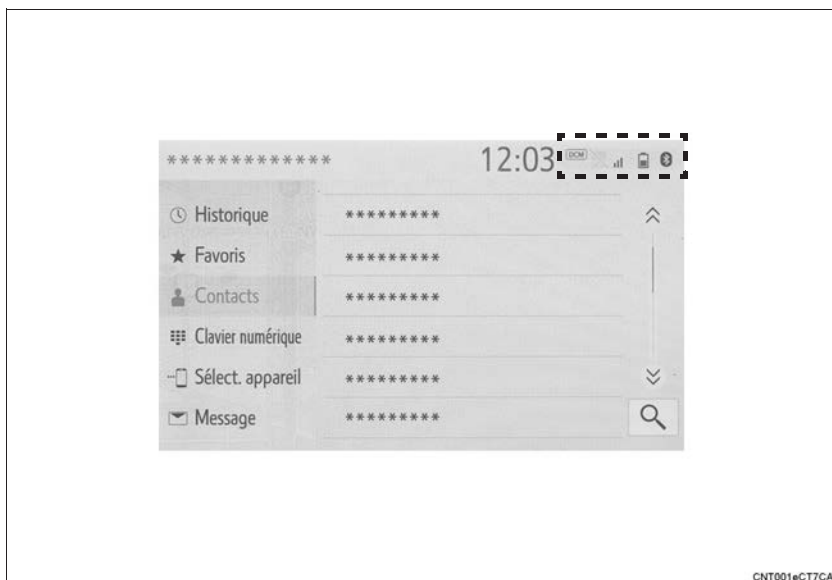 ************* 12:03 DCM
Historique *********
Favoris *********
Contacts *********
Clavier numérique *********
Sélect. appareil *********
Message *********
CNT001eCT7CA